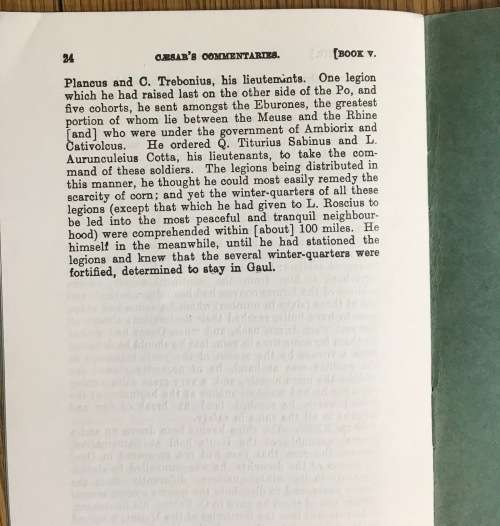 24 CÆSAR'S COMMENTARIES. [BOOK V.
Plancus and C. Trebonius, his lieutenants. One legion
which he had raised last on the other side of the Po, and
five cohorts, he sent amongst the Eburones, the greatest
portion of whom lie between the Meuse and the Rhine
[and] who were under the government of Ambiorix and
Cativolcus. He ordered Q. Titurius Sabinus and L.
Aurunculeius Cotta, his lieutenants, to take the com-
mand of these soldiers. The legions being distributed in
this manner, he thought he could most easily remedy the
scarcity of corn; and yet the winter-quarters of all these
legions (except that which he had given to L. Roscius to
be led into the most peaceful and tranquil neighbour-
hood) were comprehended within [about] 100 miles. He
himself in the meanwhile, until he had stationed the
legions and knew that the several winter-quarters were
fortified, determined to stay in Gaul.